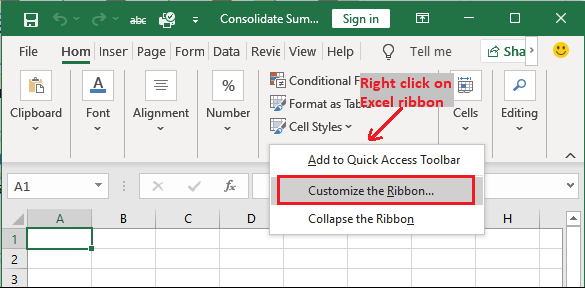 Consolidate Sum... Sign in
File Hom Inser Page Form Data Revie View Tell me Sha
Conditional F
Format as Tab
Cell Styles
Clipboard Font Alignment Number Cells Editing
Right click on
Excel ribbon
Add to Quick Access Toolbar
Customize the Ribbon...
Collapse the Ribbon
A1 fx
A B C D H
1
2
3